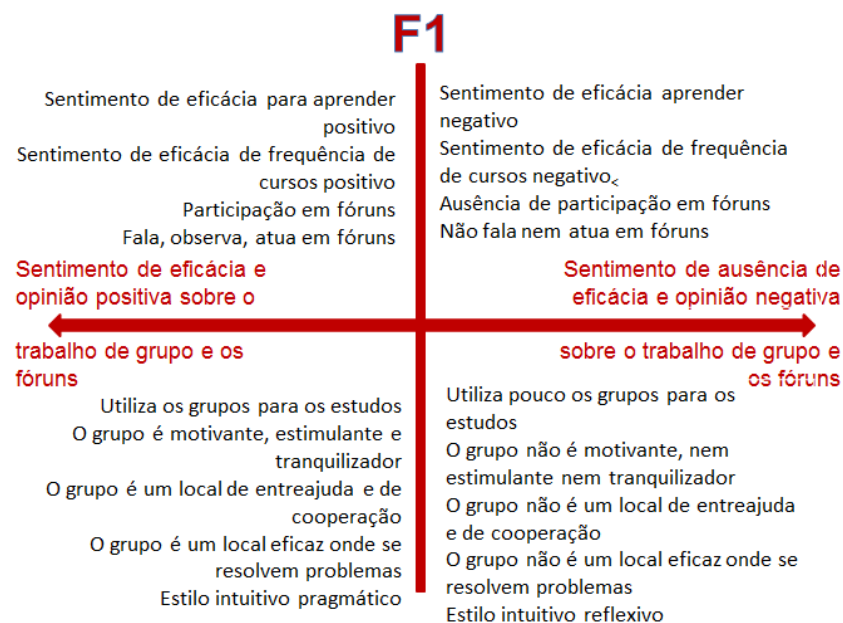 F1
Sentimento de eficácia para aprender
positivo
Sentimento de eficácia de frequência de
cursos positivo
Participação em fóruns
Fala, observa, atua em fóruns
Sentimento de eficácia aprender
negativo
Sentimento de eficácia de frequência
de cursos negativo<
Ausência de participação em fóruns
Não fala nem atua em fóruns
Sentimento de eficácia e
opinião positiva sobre o
trabalho de grupo e os
fóruns
Sentimento de ausência de
eficácia e opinião negativa
sobre o trabalho de grupo e
os fóruns
Utiliza os grupos para os estudos
O grupo é motivante, estimulante e
tranquilizador
O grupo é um local de entreajuda e de
cooperação
O grupo é um local eficaz onde se
resolvem problemas
Estilo intuitivo pragmático
Utiliza pouco os grupos para os
estudos
O grupo não é motivante, nem
estimulante nem tranquilizador
O grupo não é um local de entreajuda
e de cooperação
O grupo não é um local eficaz onde se
resolvem problemas
Estilo intuitivo reflexivo